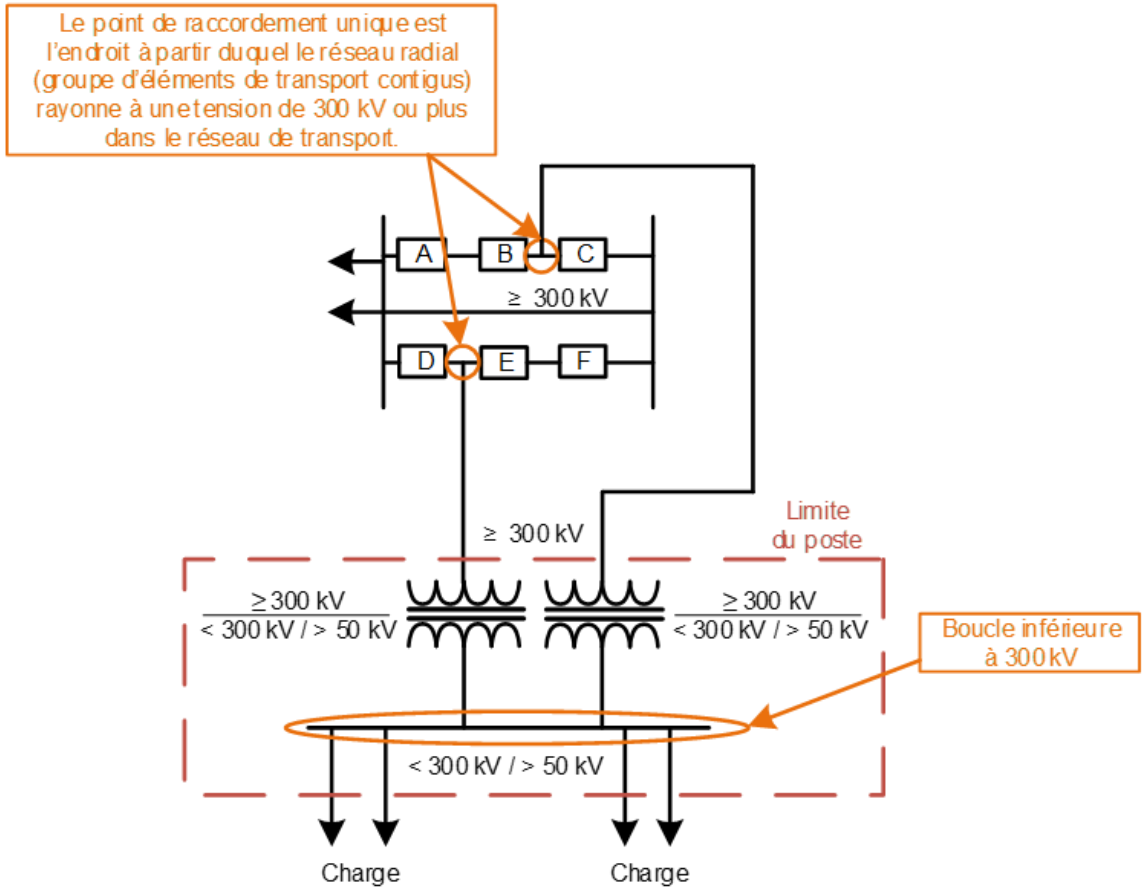 Le point de raccordement unique est
l'endroit à partir duquel le réseau radial
(groupe d'éléments de transport contigus)
rayonne à une tension de 300 kV ou plus
dans le réseau de transport.
A
B
C
≥ 300 kV
D
E
F
≥ 300 kV
Limite
du poste
≥ 300 kV
< 300 kV / > 50 kV
≥ 300 kV
< 300 kV / > 50 kV
Boucle inférieure
à 300 kV
< 300 kV / > 50 kV
Charge
Charge